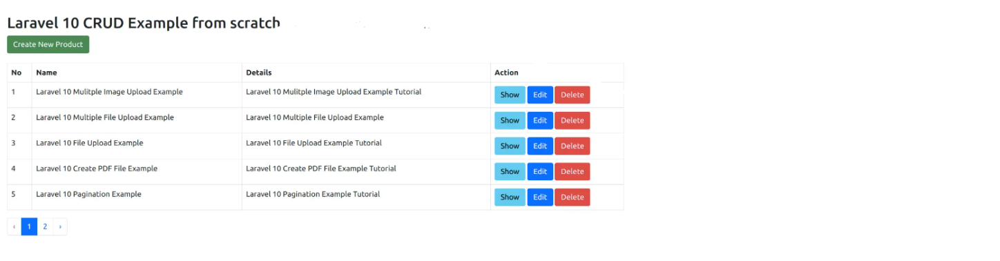 Laravel 10 CRUD Example from scratch
Create New Product
No Name Details Action
1 Laravel 10 Mulitple Image Upload Example Laravel 10 Mulitple Image Upload Example Tutorial Show Edit Delete
2 Laravel 10 Multiple File Upload Example Laravel 10 Multiple File Upload Example Show Edit Delete
3 Laravel 10 File Upload Example Laravel 10 File Upload Example Tutorial Show Edit Delete
4 Laravel 10 Create PDF File Example Laravel 10 Create PDF File Example Tutorial Show Edit Delete
5 Laravel 10 Pagination Example Laravel 10 Pagination Example Tutorial Show Edit Delete
‹ 1 2 ›